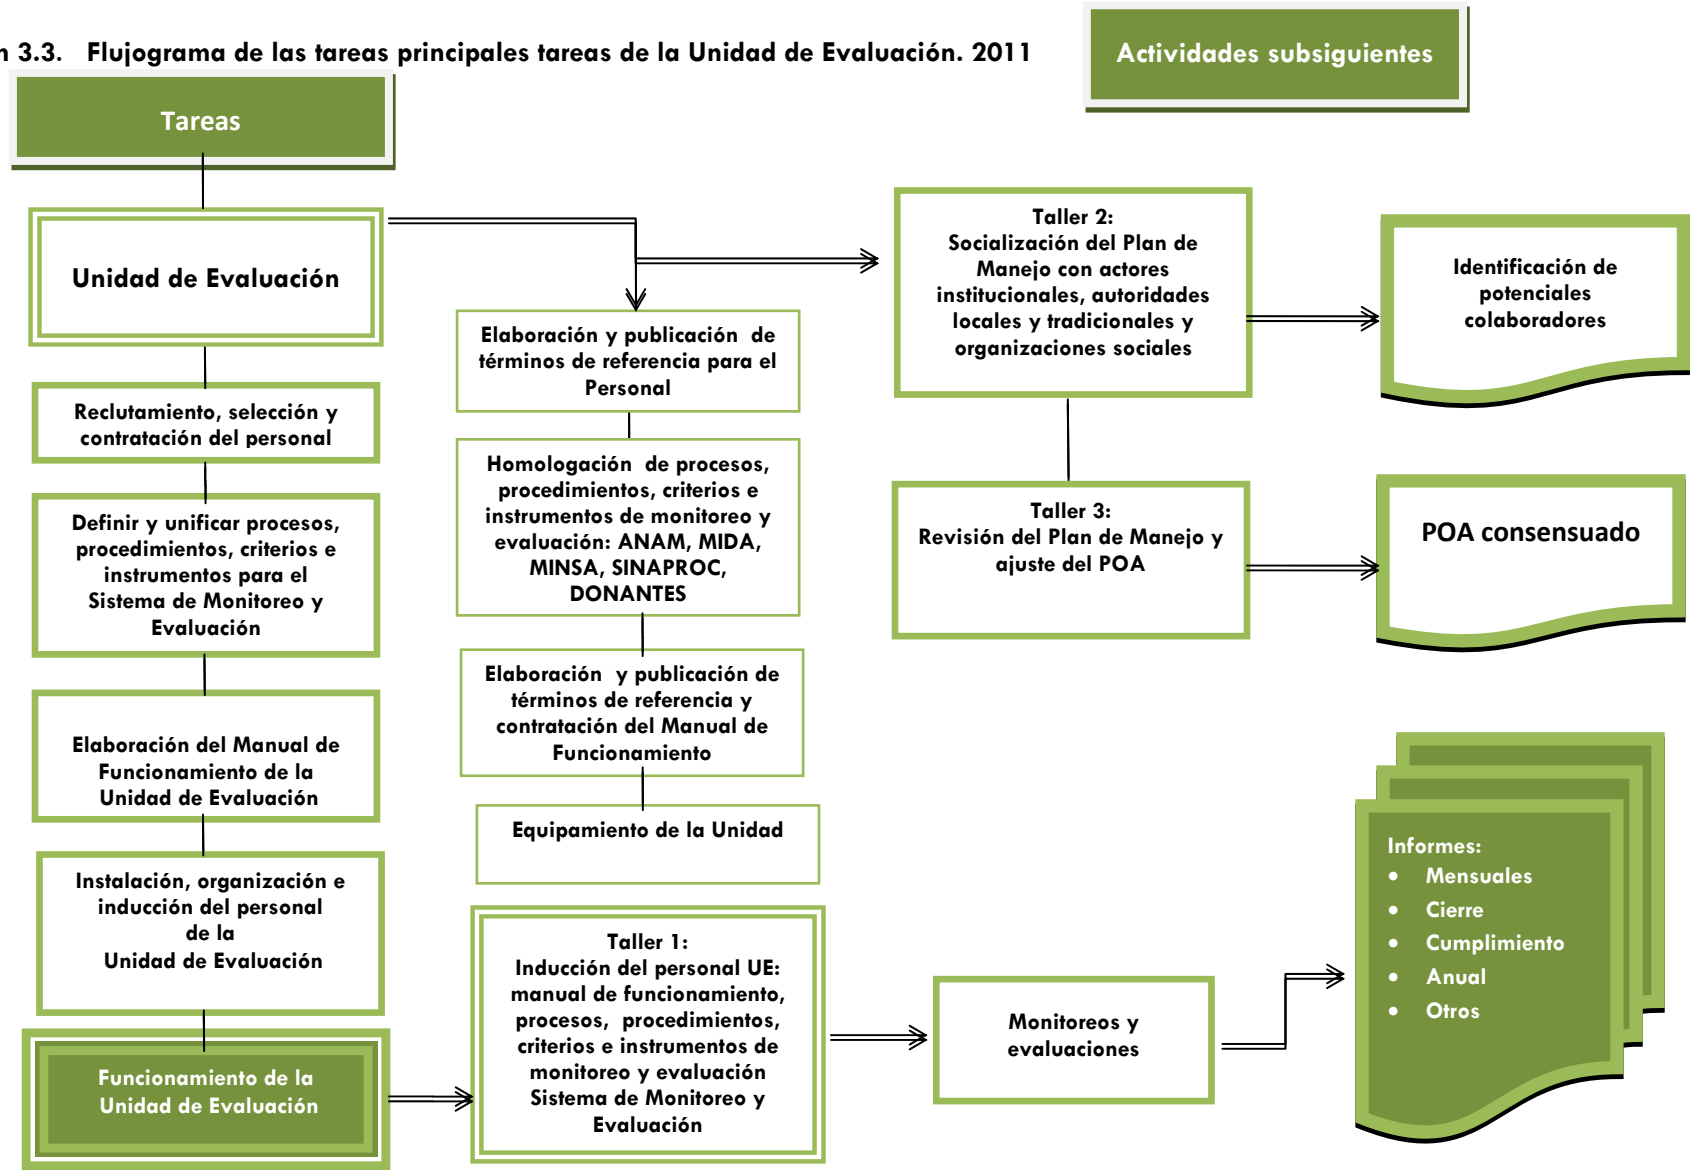 n 3.3. Flujograma de las tareas principales tareas de la Unidad de Evaluación. 2011
Actividades subsiguientes
Tareas
Unidad de Evaluación
Reclutamiento, selección y
contratación del personal
Definir y unificar procesos,
procedimientos, criterios e
instrumentos para el
Sistema de Monitoreo y
Evaluación
Elaboración del Manual de
Funcionamiento de la
Unidad de Evaluación
Instalación, organización e
inducción del personal
de la
Unidad de Evaluación
Funcionamiento de la
Unidad de Evaluación
Elaboración y publicación de
términos de referencia para el
Personal
Homologación de procesos,
procedimientos, criterios e
instrumentos de monitoreo y
evaluación: ANAM, MIDA,
MINSA, SINAPROC,
DONANTES
Elaboración y publicación de
términos de referencia y
contratación del Manual de
Funcionamiento
Equipamiento de la Unidad
Taller 1:
Inducción del personal UE:
manual de funcionamiento,
procesos, procedimientos,
criterios e instrumentos de
monitoreo y evaluación
Sistema de Monitoreo y
Evaluación
Taller 2:
Socialización del Plan de
Manejo con actores
institucionales, autoridades
locales y tradicionales y
organizaciones sociales
Taller 3:
Revisión del Plan de Manejo y
ajuste del POA
Monitoreos y
evaluaciones
Identificación de
potenciales
colaboradores
POA consensuado
Informes:
• Mensuales
• Cierre
• Cumplimiento
• Anual
• Otros